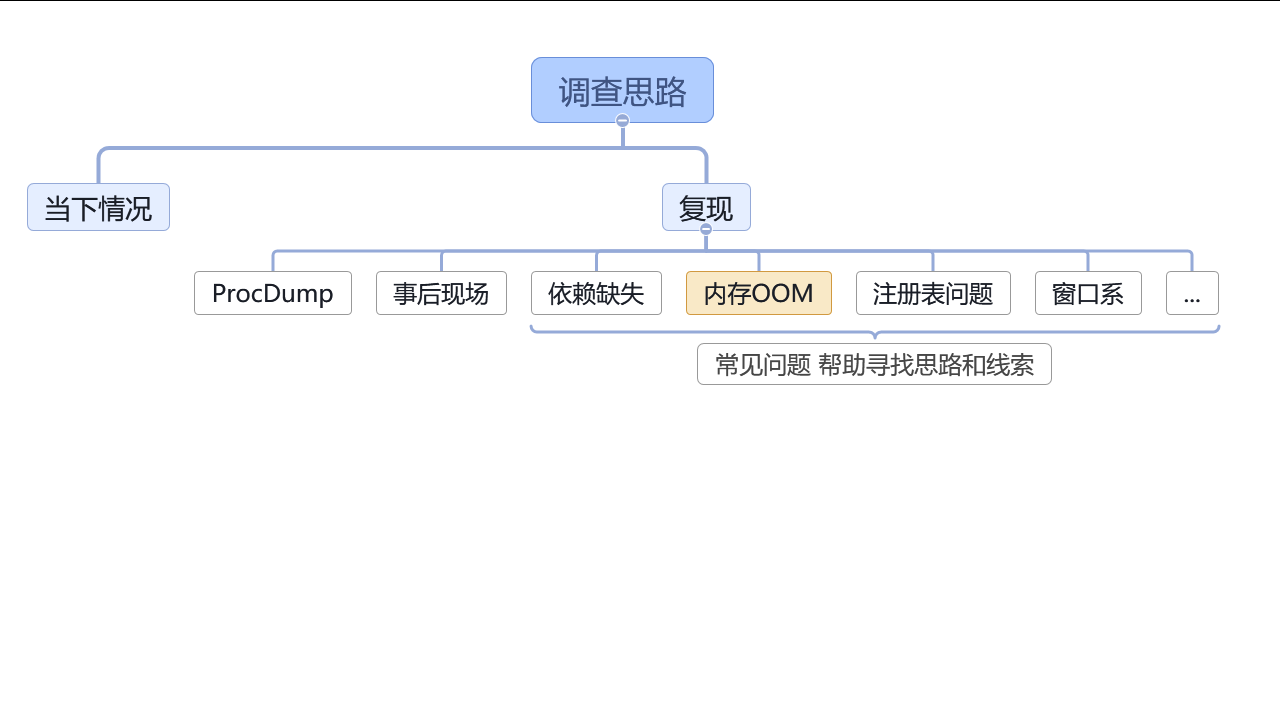 调查思路
当下情况
复现
ProcDump
事后现场
依赖缺失
内存OOM
注册表问题
窗口系
...
常见问题 帮助寻找思路和线索